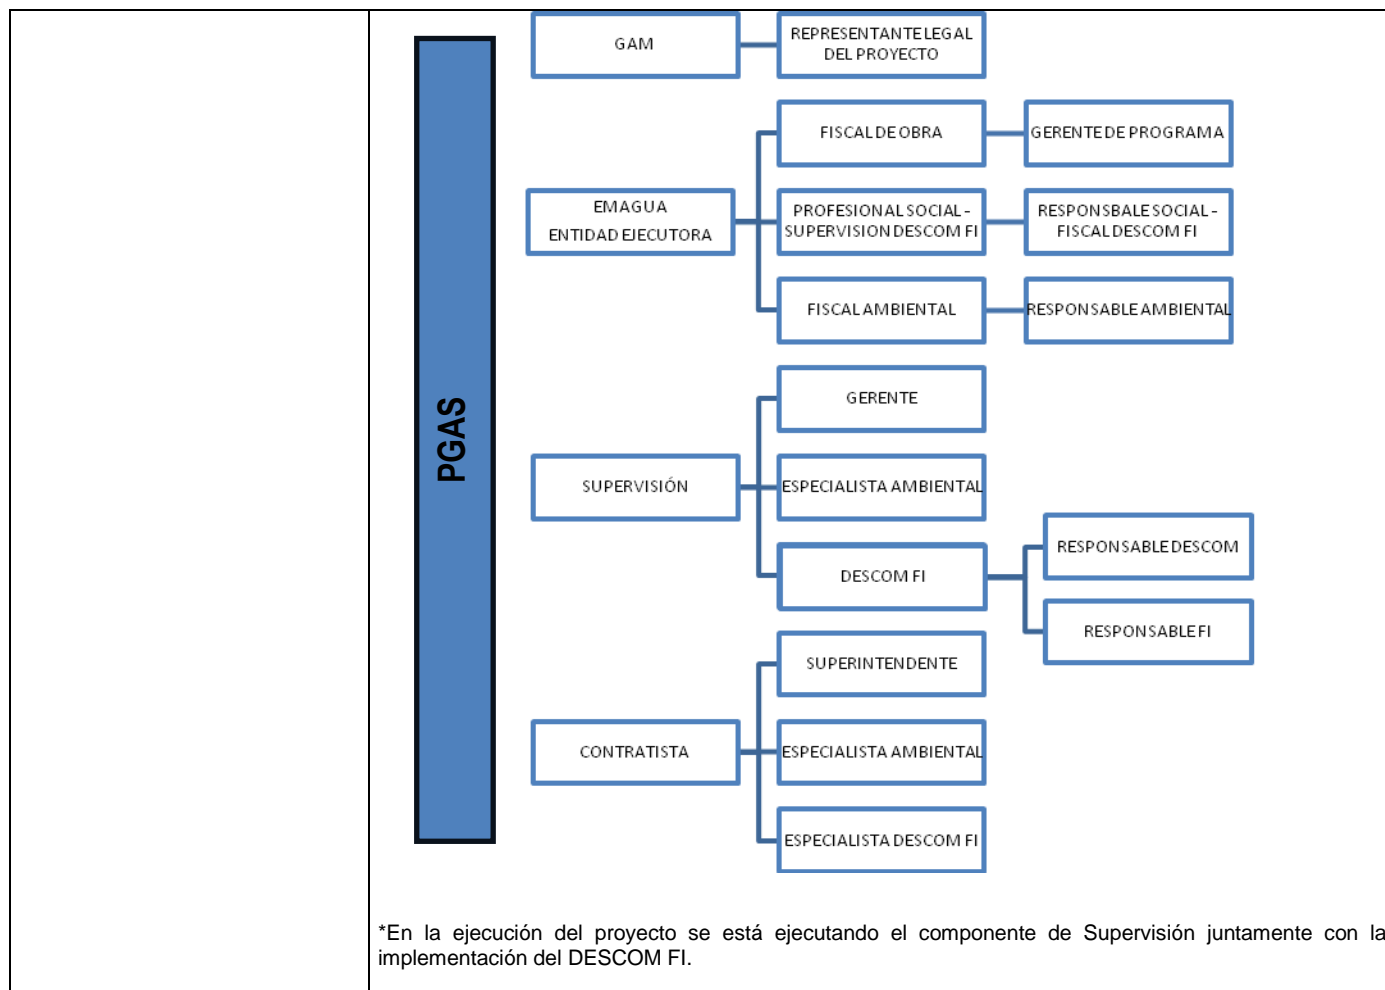 PGAS
GAM
REPRESENTANTE LEGAL
DEL PROYECTO
EMAGUA
ENTIDAD EJECUTORA
FISCAL DE OBRA
GERENTE DE PROGRAMA
PROFESIONAL SOCIAL -
SUPERVISION DESCOM FI
RESPONSBALE SOCIAL -
FISCAL DESCOM FI
FISCAL AMBIENTAL
RESPONSABLE AMBIENTAL
SUPERVISIÓN
GERENTE
ESPECIALISTA AMBIENTAL
DESCOM FI
RESPONSABLE DESCOM
RESPONSABLE FI
CONTRATISTA
SUPERINTENDENTE
ESPECIALISTA AMBIENTAL
ESPECIALISTA DESCOM FI
*En la ejecución del proyecto se está ejecutando el componente de Supervisión juntamente con la
implementación del DESCOM FI.